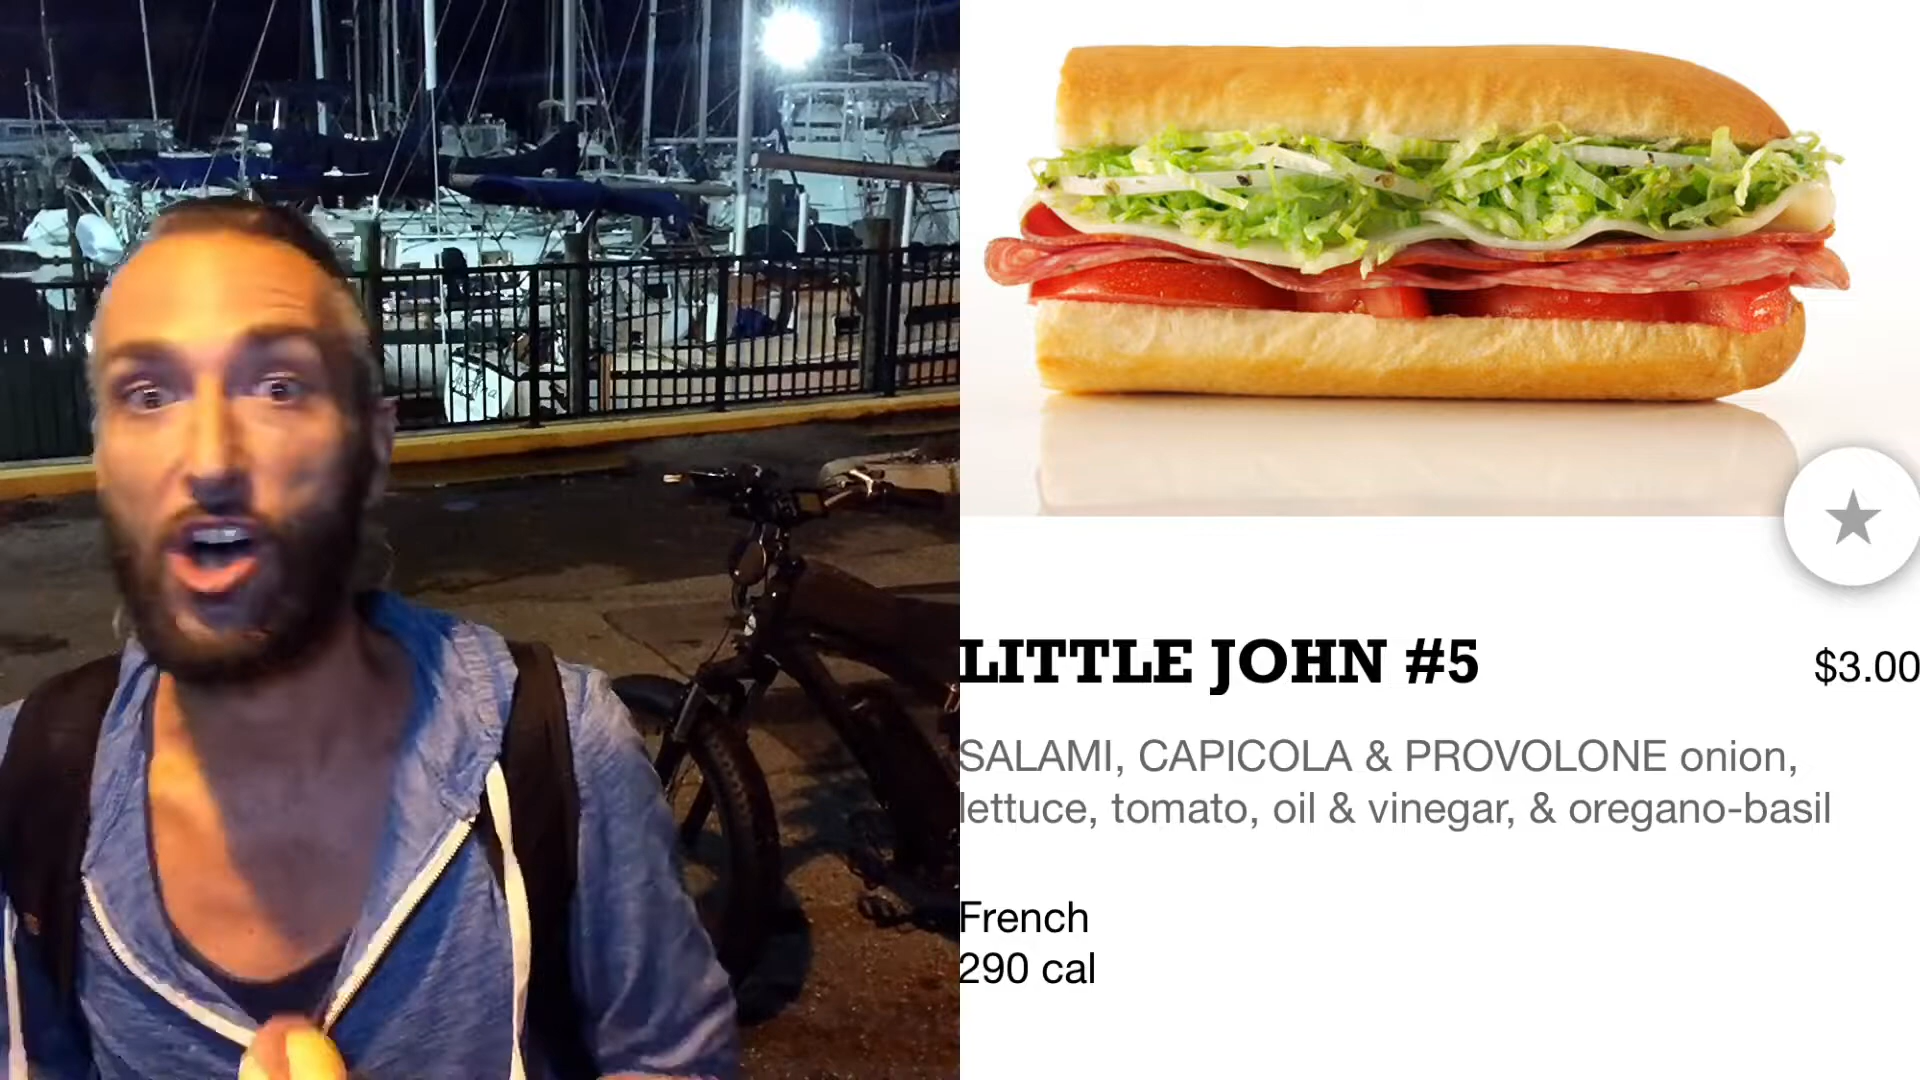 LITTLE JOHN #5
$3.00
SALAMI, CAPICOLA & PROVOLONE onion,
lettuce, tomato, oil & vinegar, & oregano-basil
French
290 cal